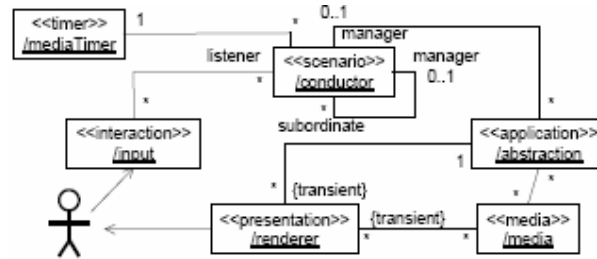 <<timer>>
/mediaTimer
1
*
0..1
manager
listener
*
<<scenario>>
/conductor
manager
0..1
*
subordinate
*
*
<<interaction>>
/input
<<application>>
/abstraction
1
*
*
{transient}
*
<<presentation>>
/renderer
{transient}
*
*
<<media>>
/media